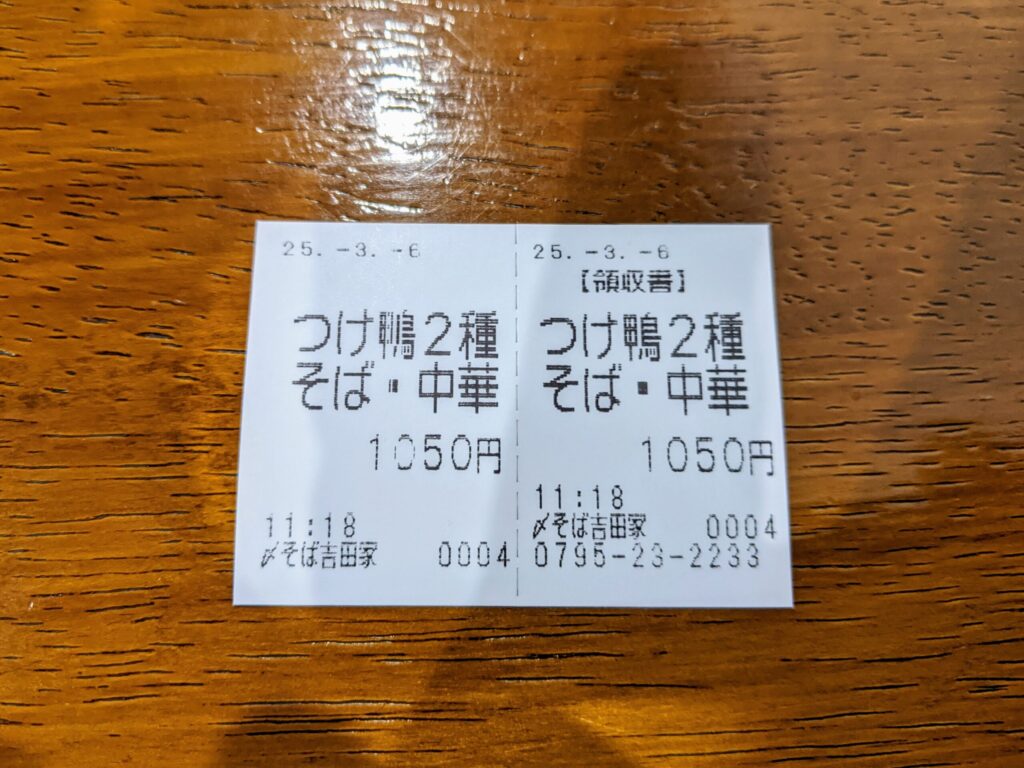 25.-3.-6
つけ鴨2種
そば・中華
1050円
11:18
〆そば吉田家 0004
25.-3.-6
【領収書】
つけ鴨2種
そば・中華
1050円
11:18
〆そば吉田家 0004
0795-23-2233